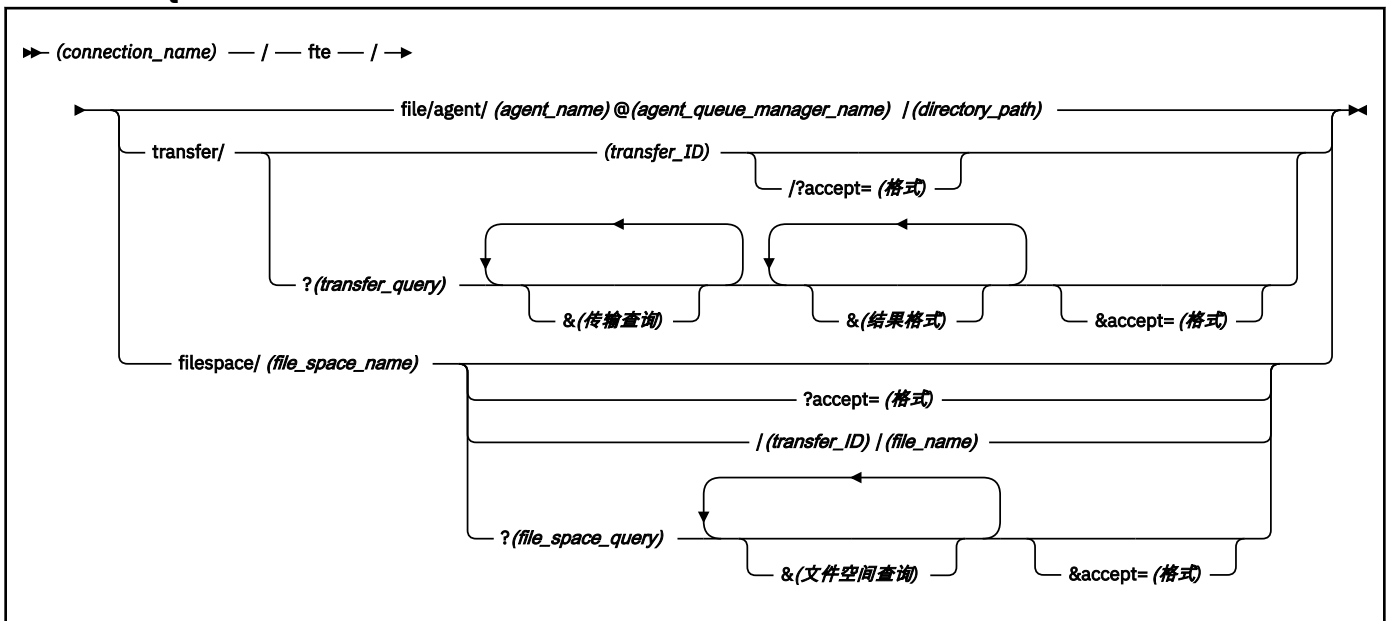 (connection_name) / fte /
file/agent/ (agent_name) @(agent_queue_manager_name) / (directory_path)
transfer/ (transfer_ID)
/?accept= (格式)
?(transfer_query)
&(传输查询) &(结果格式) &accept= (格式)
filespace/ (file_space_name)
?accept= (格式)
/ (transfer_ID) / (file_name)
?(file_space_query)
&(文件空间查询) &accept= (格式)